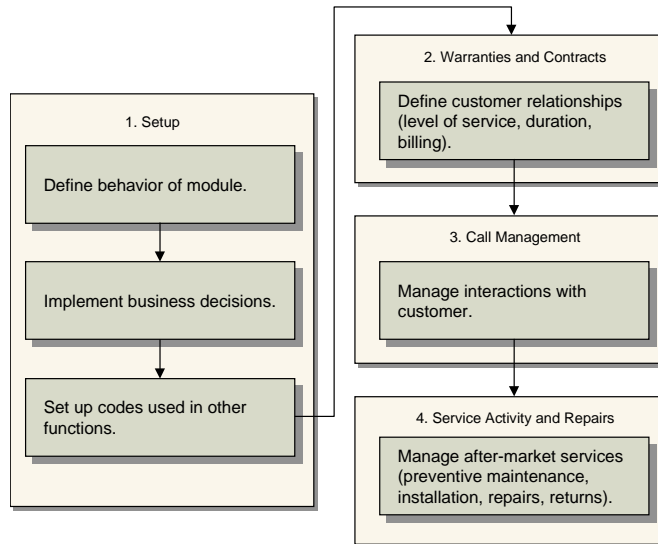 1. Setup
Define behavior of module.
Implement business decisions.
Set up codes used in other
functions.
2. Warranties and Contracts
Define customer relationships
(level of service, duration,
billing).
3. Call Management
Manage interactions with
customer.
4. Service Activity and Repairs
Manage after-market services
(preventive maintenance,
installation, repairs, returns).